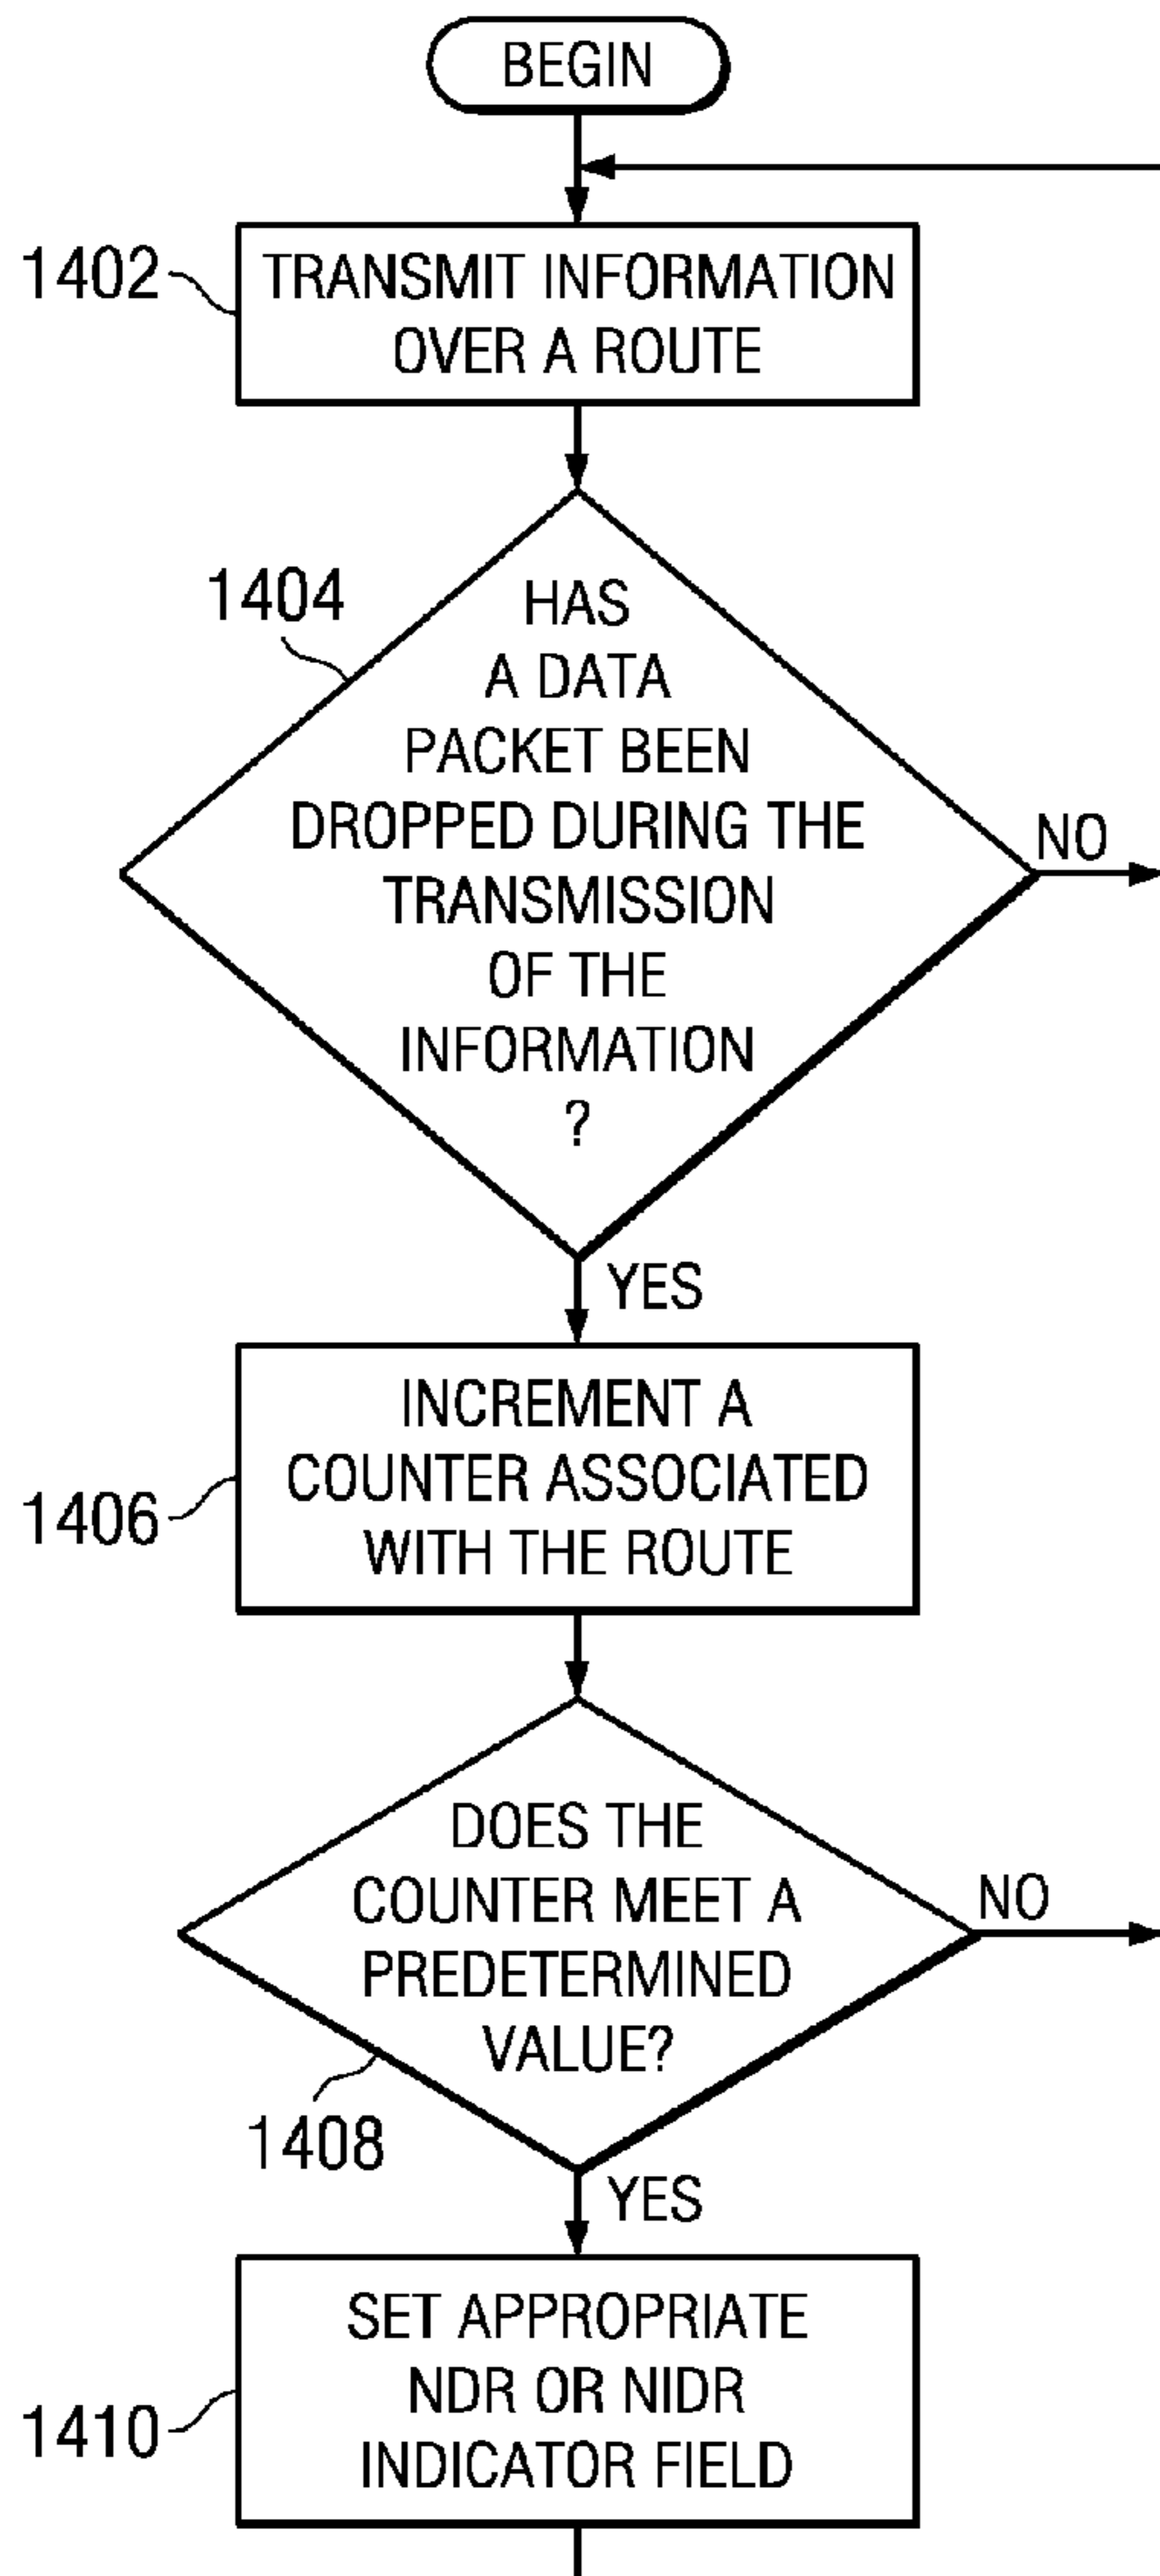 BEGIN
1402
TRANSMIT INFORMATION
OVER A ROUTE
1404
HAS
A DATA
PACKET BEEN
DROPPED DURING THE
TRANSMISSION
OF THE
INFORMATION
?
NO
YES
1406
INCREMENT A
COUNTER ASSOCIATED
WITH THE ROUTE
DOES THE
COUNTER MEET A
PREDETERMINED
VALUE?
NO
1408
YES
1410
SET APPROPRIATE
NDR OR NIDR
INDICATOR FIELD